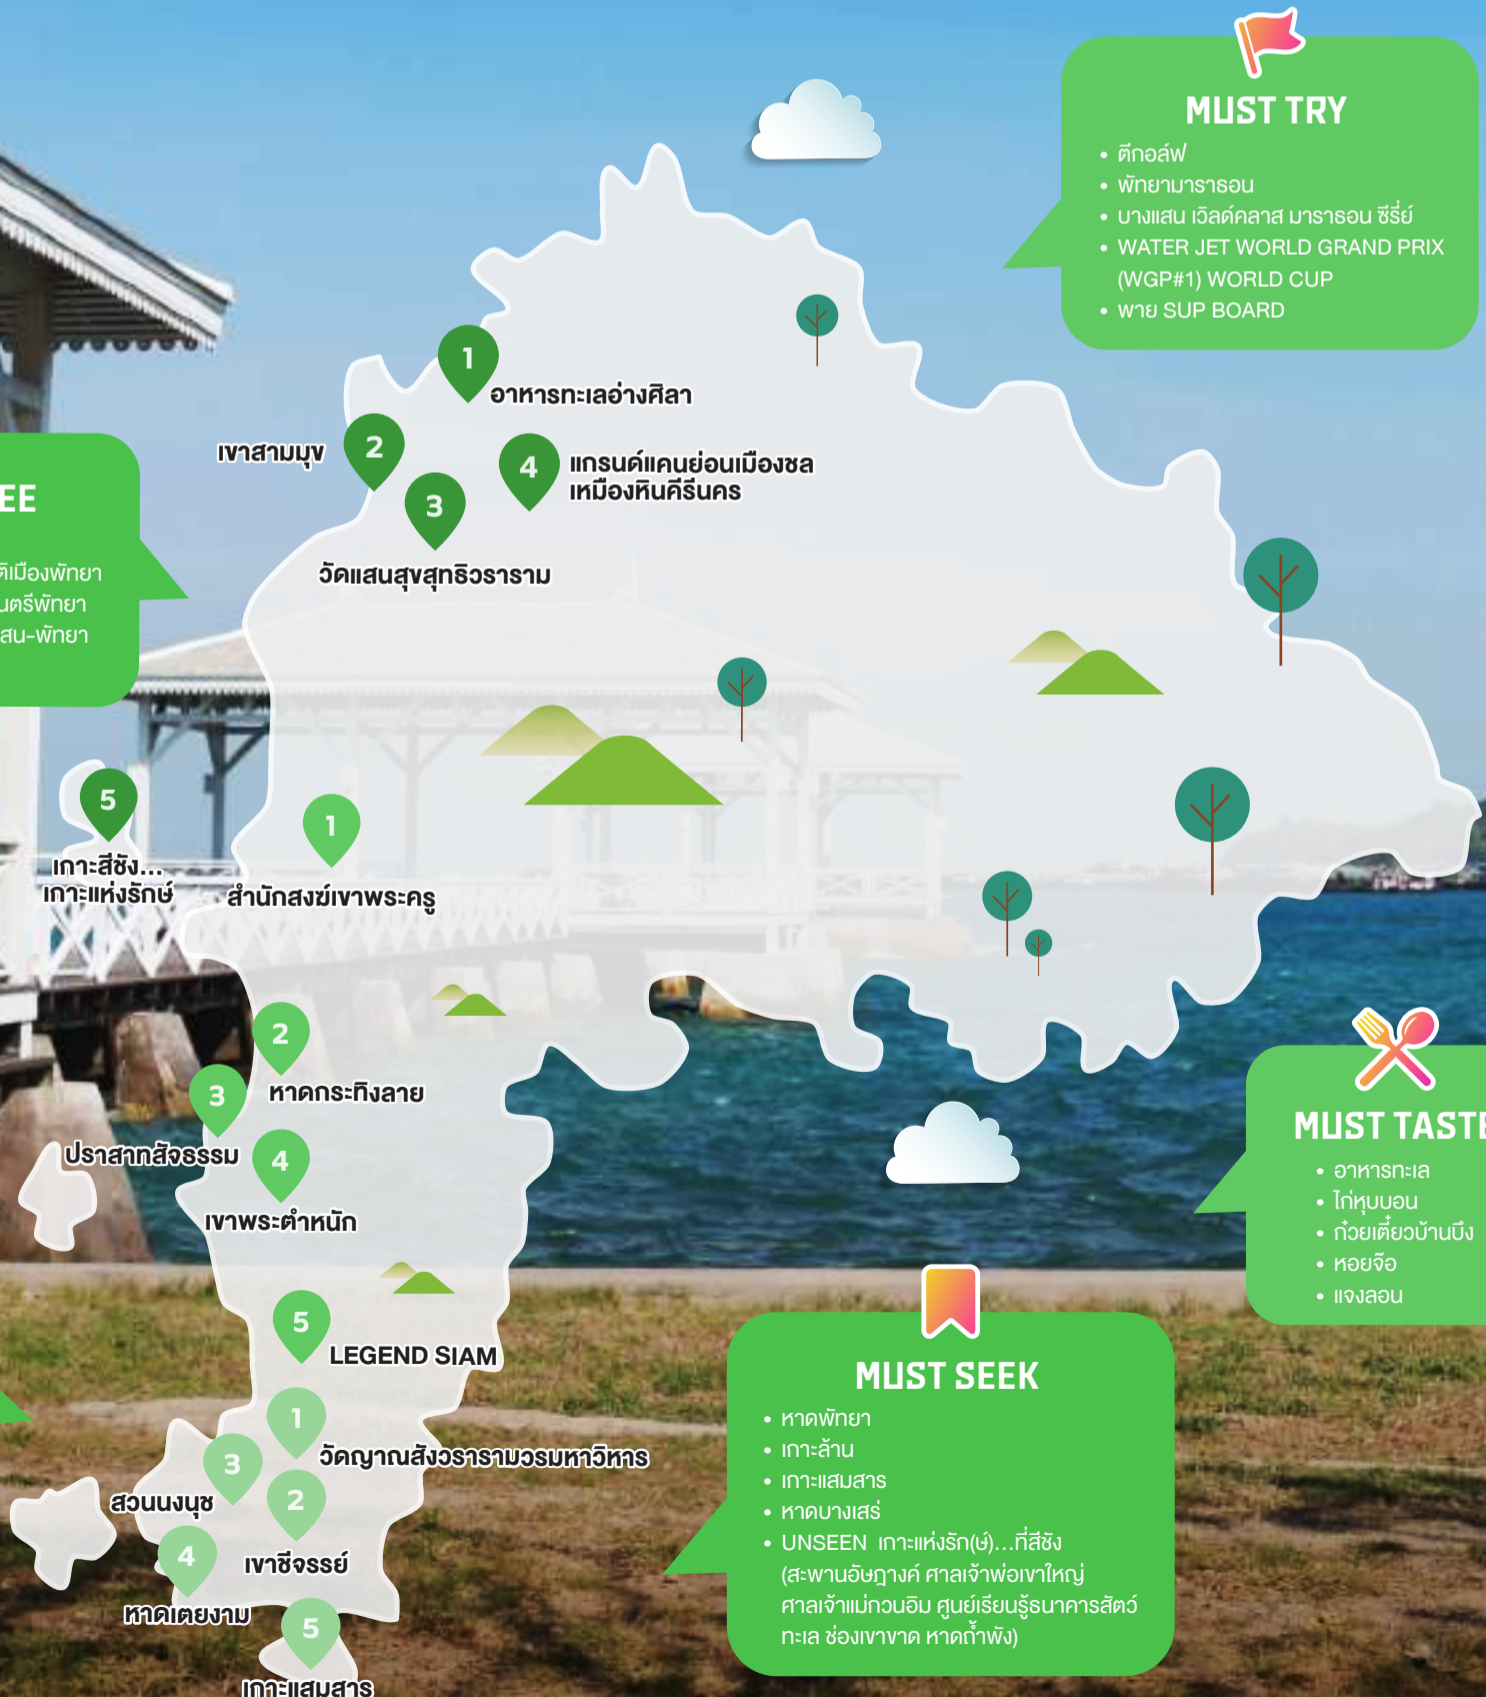 MUST TRY
• ตีกอล์ฟ
• พัทยามาราธอน
• บางแสน เวิลด์คลาส มาราธอน ซีรี่ย์
• WATER JET WORLD GRAND PRIX
(WGP#1) WORLD CUP
• พาย SUP BOARD
1
อาหารทะเลอ่างศิลา
2
เขาสามมุข
4
แกรนด์แคนย่อนเมืองชล
เหมืองหินคีรีนคร
3
วัดแสนสุขสุทธิวราราม
EE
ติเมืองพัทยา
นตรีพัทยา
สน-พัทยา
5
เกาะสีชัง...
เกาะแห่งรักษ์
1
สำนักสงฆ์เขาพระครู
2
หาดกระทิงลาย
3
ปราสาทสัจธรรม
4
เขาพระตำหนัก
5
LEGEND SIAM
1
วัดญาณสังวรารามวรมหาวิหาร
3
สวนนงนุช
2
เขาชีจรรย์
4
หาดเตยงาม
5
เกาะแสมสาร
MUST TASTE
• อาหารทะเล
• ไก่หุบบอน
• ก๋วยเตี๋ยวบ้านบึง
• หอยจ๊อ
• แจงลอน
MUST SEEK
• หาดพัทยา
• เกาะล้าน
• เกาะแสมสาร
• หาดบางเสร่
• UNSEEN เกาะแห่งรัก(ษ์)...ที่สีชัง
(สะพานอัษฎางค์ ศาลเจ้าพ่อเขาใหญ่
ศาลเจ้าแม่กวนอิม ศูนย์เรียนรู้ธนาคารสัตว์
ทะเล ช่องเขาขาด หาดถ้ำพัง)